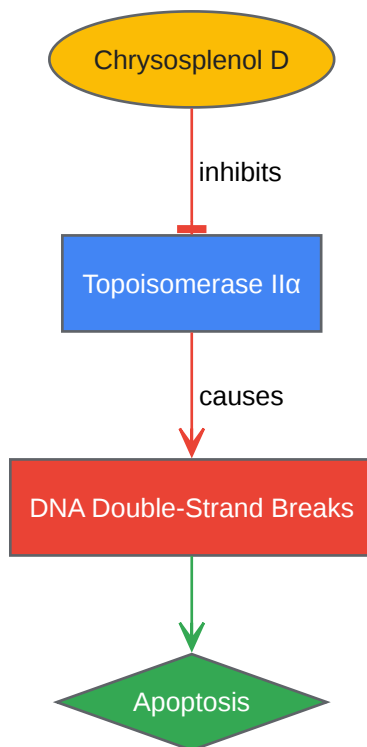 Chrysosplenol D
inhibits
Topoisomerase IIα
causes
DNA Double-Strand Breaks
Apoptosis